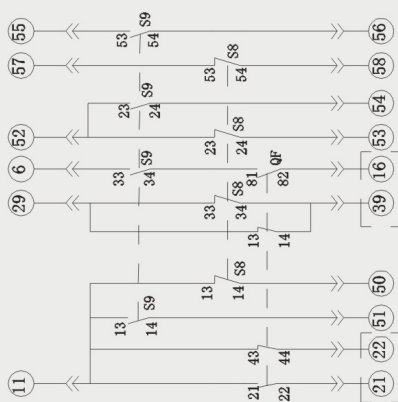 55 53 S9 54 56
57 53 S8 54 58
23 S9 24 54
52 23 S8 24 53
6 33 S9 34 81 QF 82 16
29 33 S8 34 39
13 14
13 S8 14 50
13 S9 14 51
43 44 22
11 21 22 21